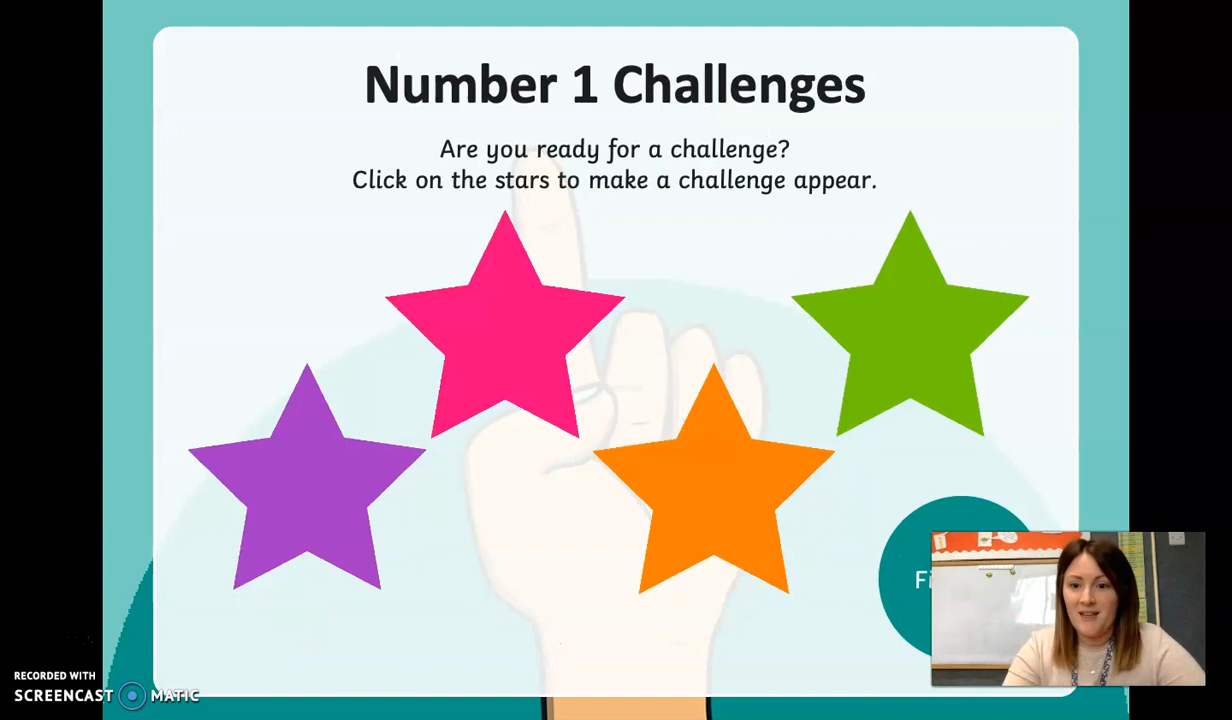 Number 1 Challenges
Are you ready for a challenge?
Click on the stars to make a challenge appear.
RECORDED WITH
SCREENCAST MATIC